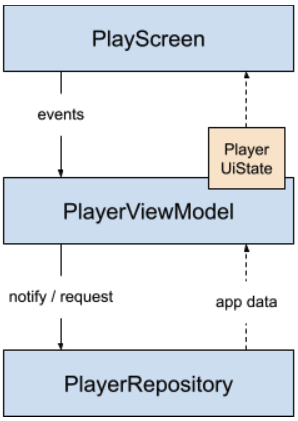 PlayScreen
events
Player
UiState
PlayerViewModel
notify / request
app data
PlayerRepository